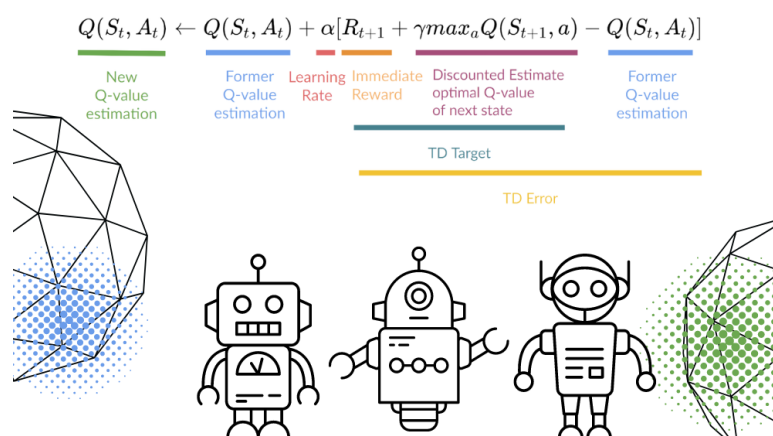 Q(S_t, A_t) ← Q(S_t, A_t) + α[R_{t+1} + γmax_aQ(S_{t+1}, a) − Q(S_t, A_t)]
New
Q-value
estimation
Former
Q-value
estimation
Learning
Rate
Immediate
Reward
Discounted Estimate
optimal Q-value
of next state
Former
Q-value
estimation
TD Target
TD Error